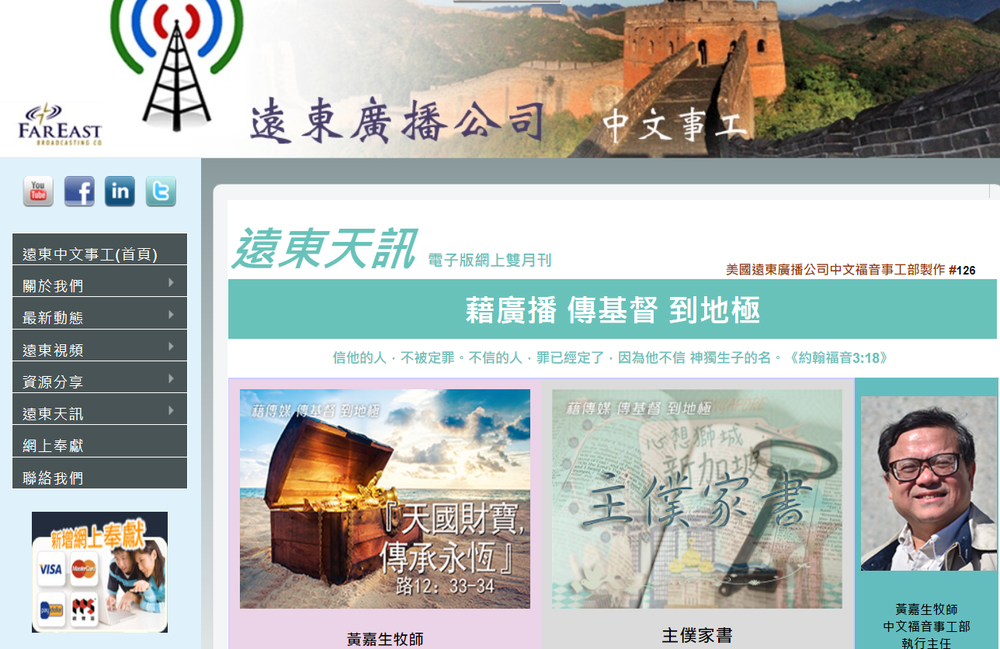 FAR EAST
BROADCASTING CO
遠東廣播公司
中文事工
You
Tube
f
in
t
遠東中文事工(首頁)
關於我們
最新動態
遠東視頻
資源分享
遠東天訊
網上奉獻
聯絡我們
新增網上奉獻
VISA
MasterCard
paydollar
PPS
遠東天訊 電子版網上雙月刊
美國遠東廣播公司中文福音事工部製作 #126
藉廣播 傳基督 到地極
信他的人．不被定罪。不信的人．罪已經定了．因為他不信 神獨生子的名。《約翰福音3:18》
藉傳媒 傳基督 到地極
『天國財寶,
傳承永恆』
路12：33-34
黃嘉生牧師
藉傳媒 傳基督 到地極
心想獅城
新加坡
主僕家書
主僕家書
黃嘉生牧師
中文福音事工部
執行主任